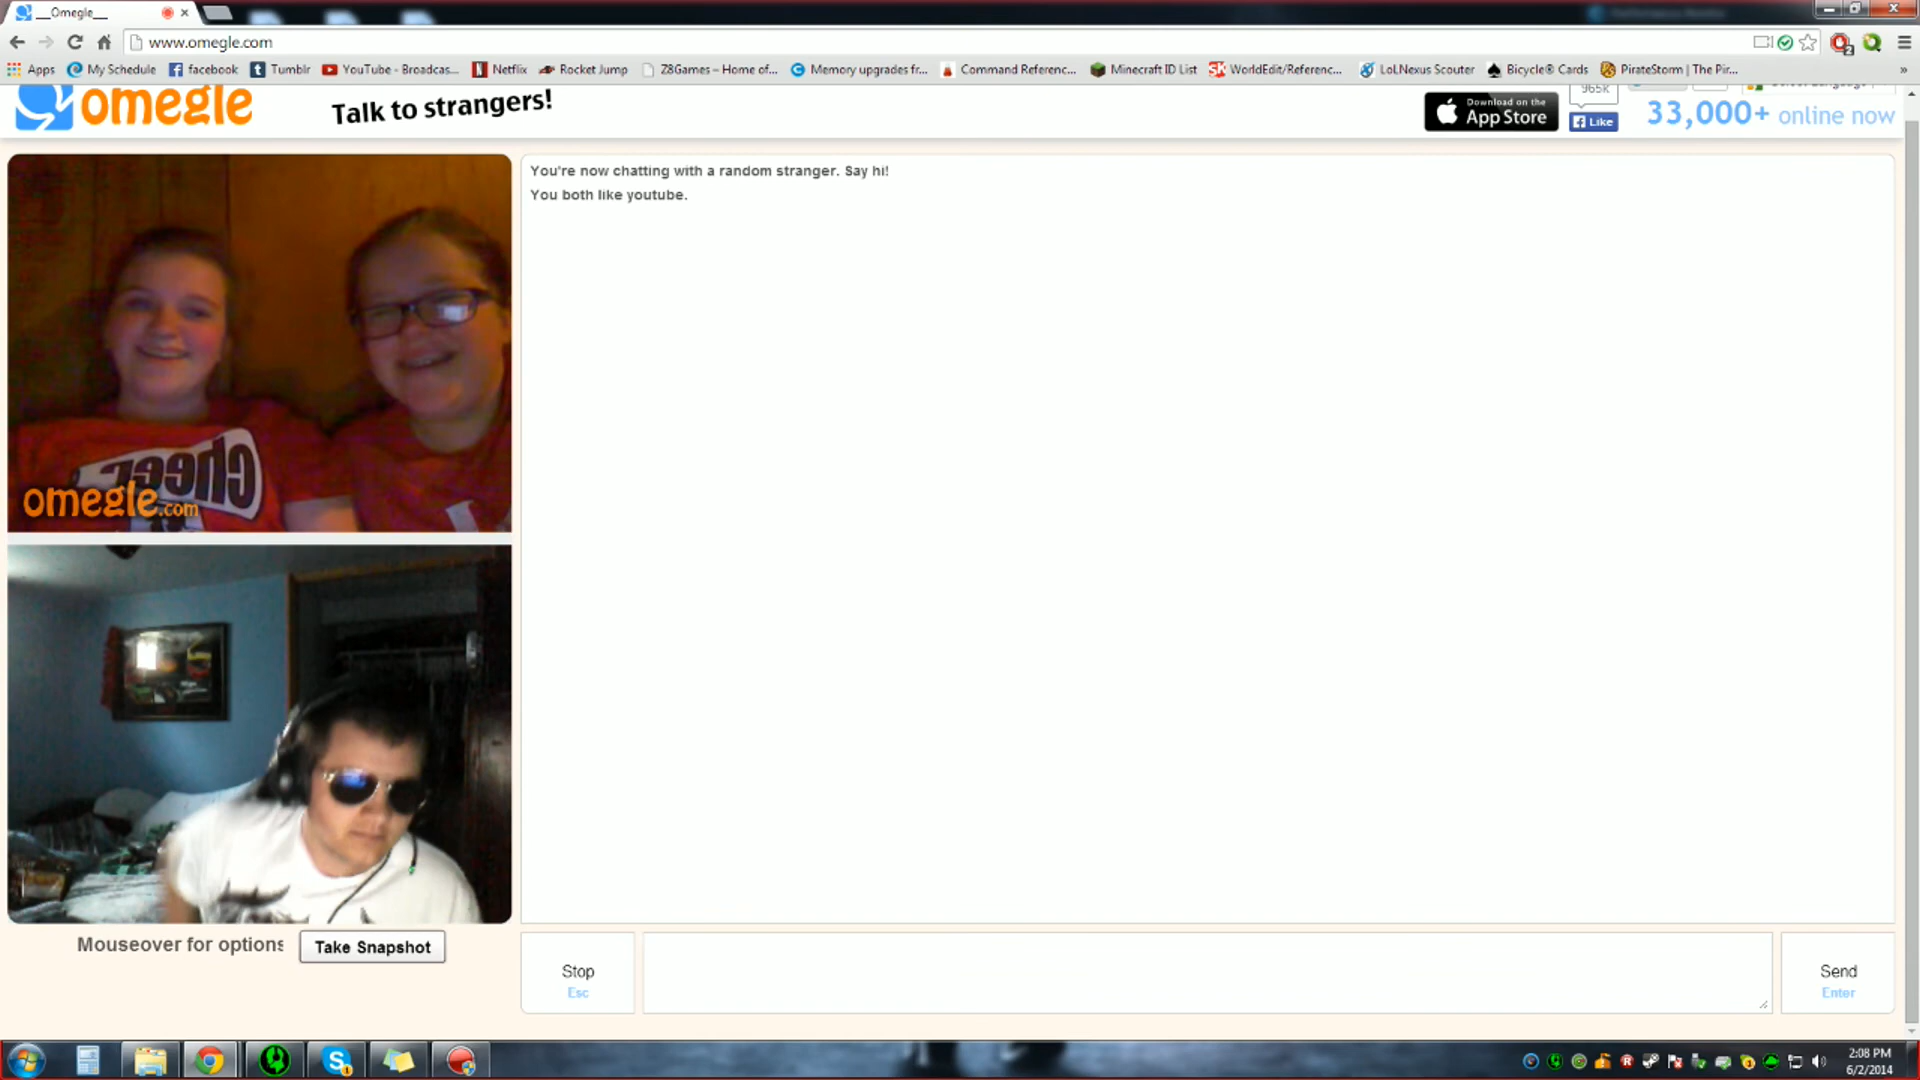 __Omegle__
www.omegle.com
Apps My Schedule facebook Tumblr YouTube - Broadcas... Netflix Rocket Jump Z8Games – Home of... Memory upgrades fr... Command Referenc... Minecraft ID List WorldEdit/Referenc... LoLNexus Scouter Bicycle® Cards PirateStorm | The Pir... »
omegle Talk to strangers!
Download on the
App Store
965k
Like
33,000+ online now
You're now chatting with a random stranger. Say hi!
You both like youtube.
cheer
omegle.com
Mouseover for options
Take Snapshot
Stop
Esc
Send
Enter
2:08 PM
6/2/2014